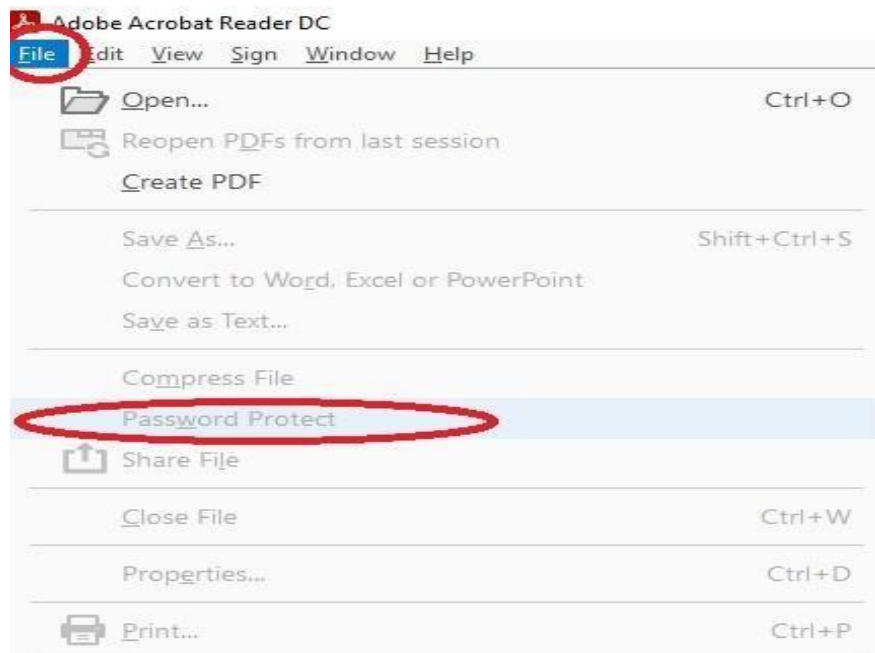 Adobe Acrobat Reader DC
File Edit View Sign Window Help
Open... Ctrl+O
Reopen PDFs from last session
Create PDF
Save As... Shift+Ctrl+S
Convert to Word, Excel or PowerPoint
Save as Text...
Compress File
Password Protect
Share File
Close File Ctrl+W
Properties... Ctrl+D
Print... Ctrl+P